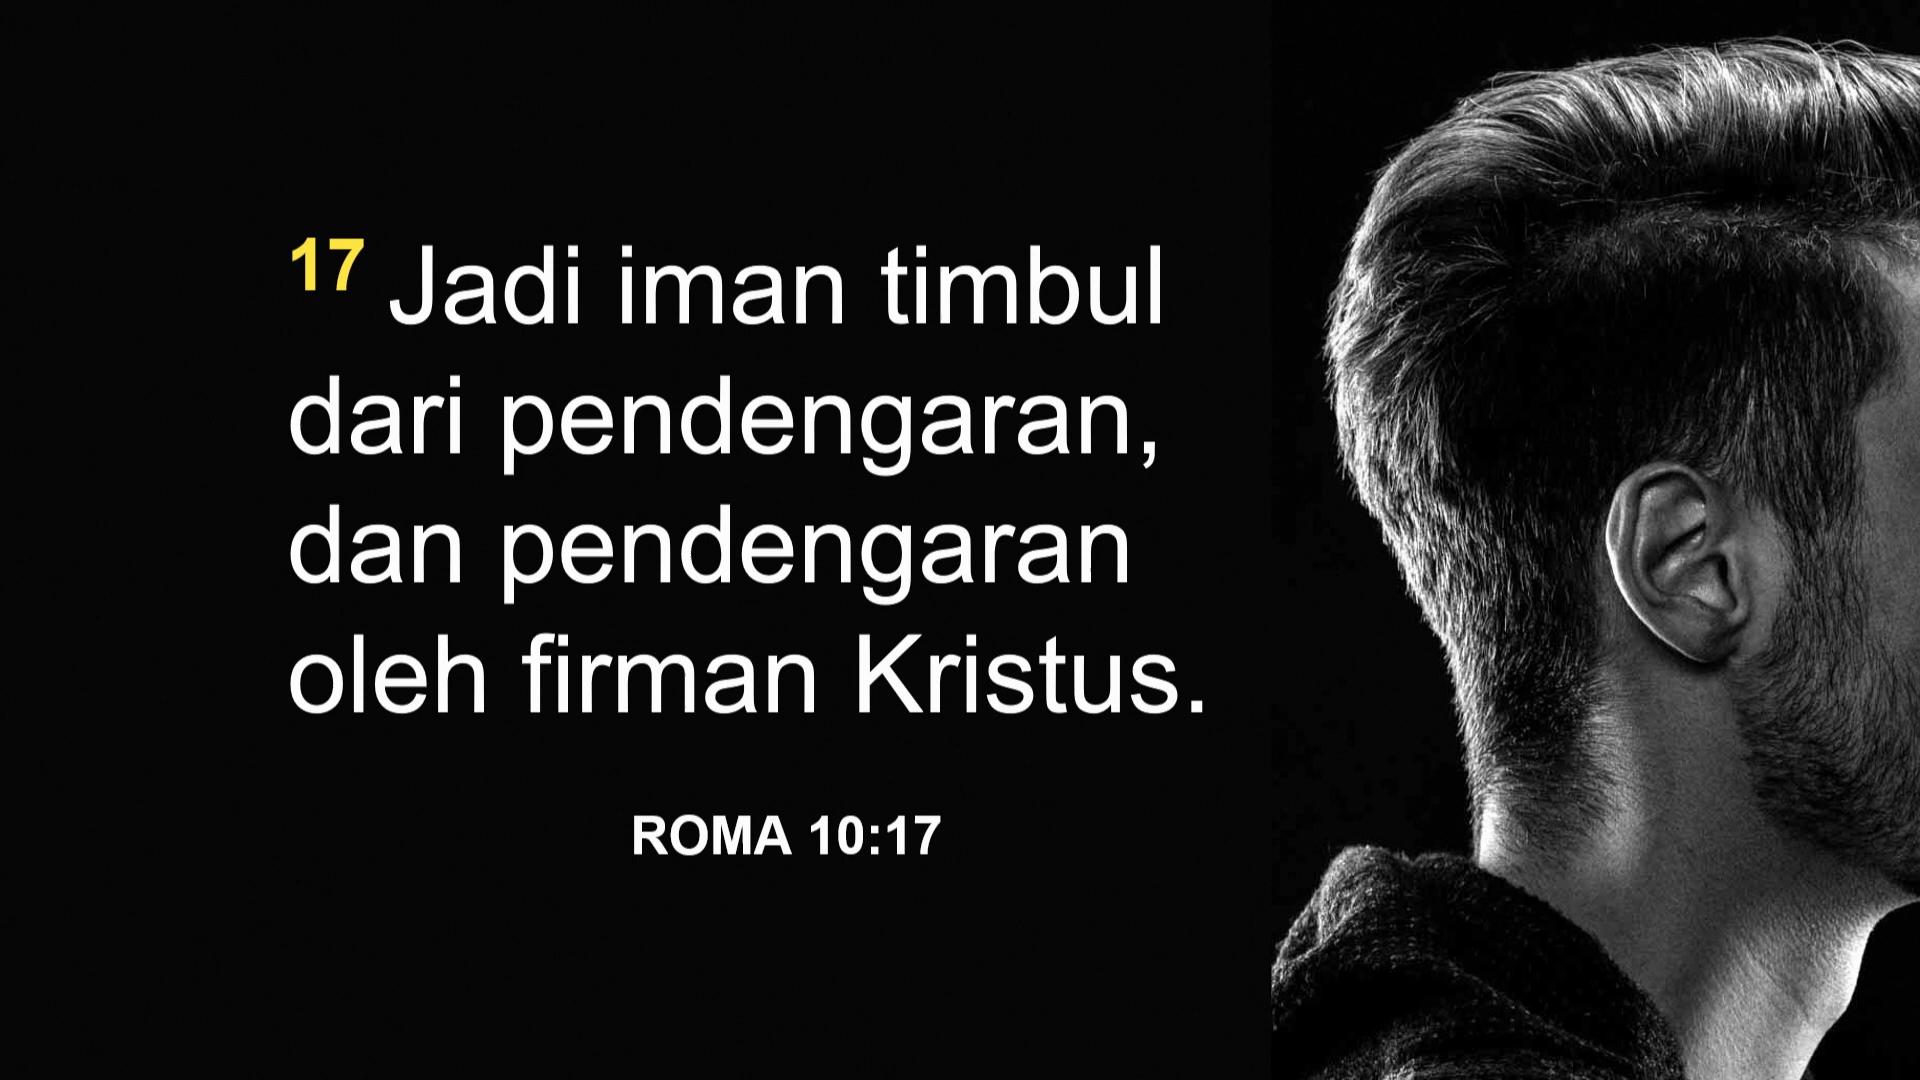 17 Jadi iman timbul
dari pendengaran,
dan pendengaran
oleh firman Kristus.
ROMA 10:17